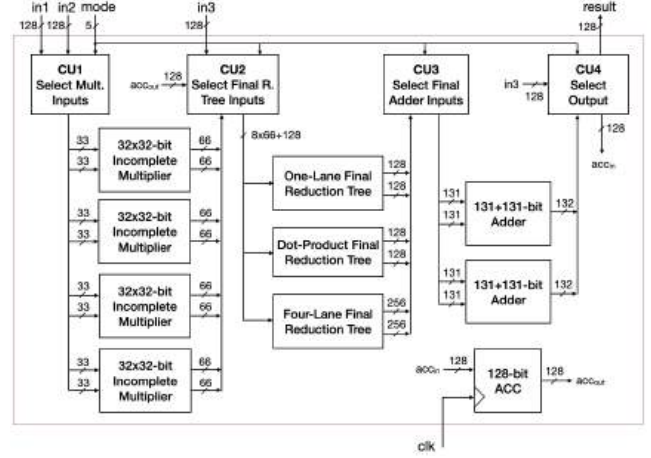 in1 in2 mode in3 result
128 128 5 128 128
CU1
Select Mult.
Inputs
acc_out 128
CU2
Select Final R.
Tree Inputs
CU3
Select Final
Adder Inputs
in3
128
CU4
Select
Output
128
acc_in
8x66+128
33 32x32-bit 66
33 Incomplete 66
Multiplier
33 32x32-bit 66
33 Incomplete 66
Multiplier
33 32x32-bit 66
33 Incomplete 66
Multiplier
33 32x32-bit 66
33 Incomplete 66
Multiplier
One-Lane Final 128
Reduction Tree 128
Dot-Product Final 128
Reduction Tree 128
Four-Lane Final 256
Reduction Tree 256
131 131+131-bit 132
131 Adder
131 131+131-bit 132
131 Adder
acc_in 128 128-bit 128 acc_out
ACC
clk